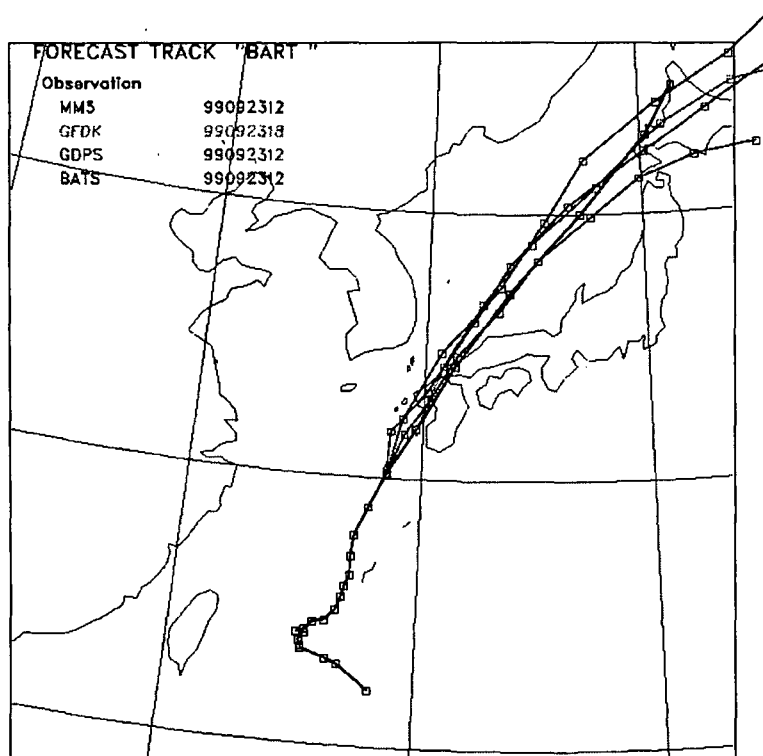 FORECAST TRACK "BART "
Observation
MM5 99092312
GFDK 99092318
GDPS 99092312
BATS 99092312